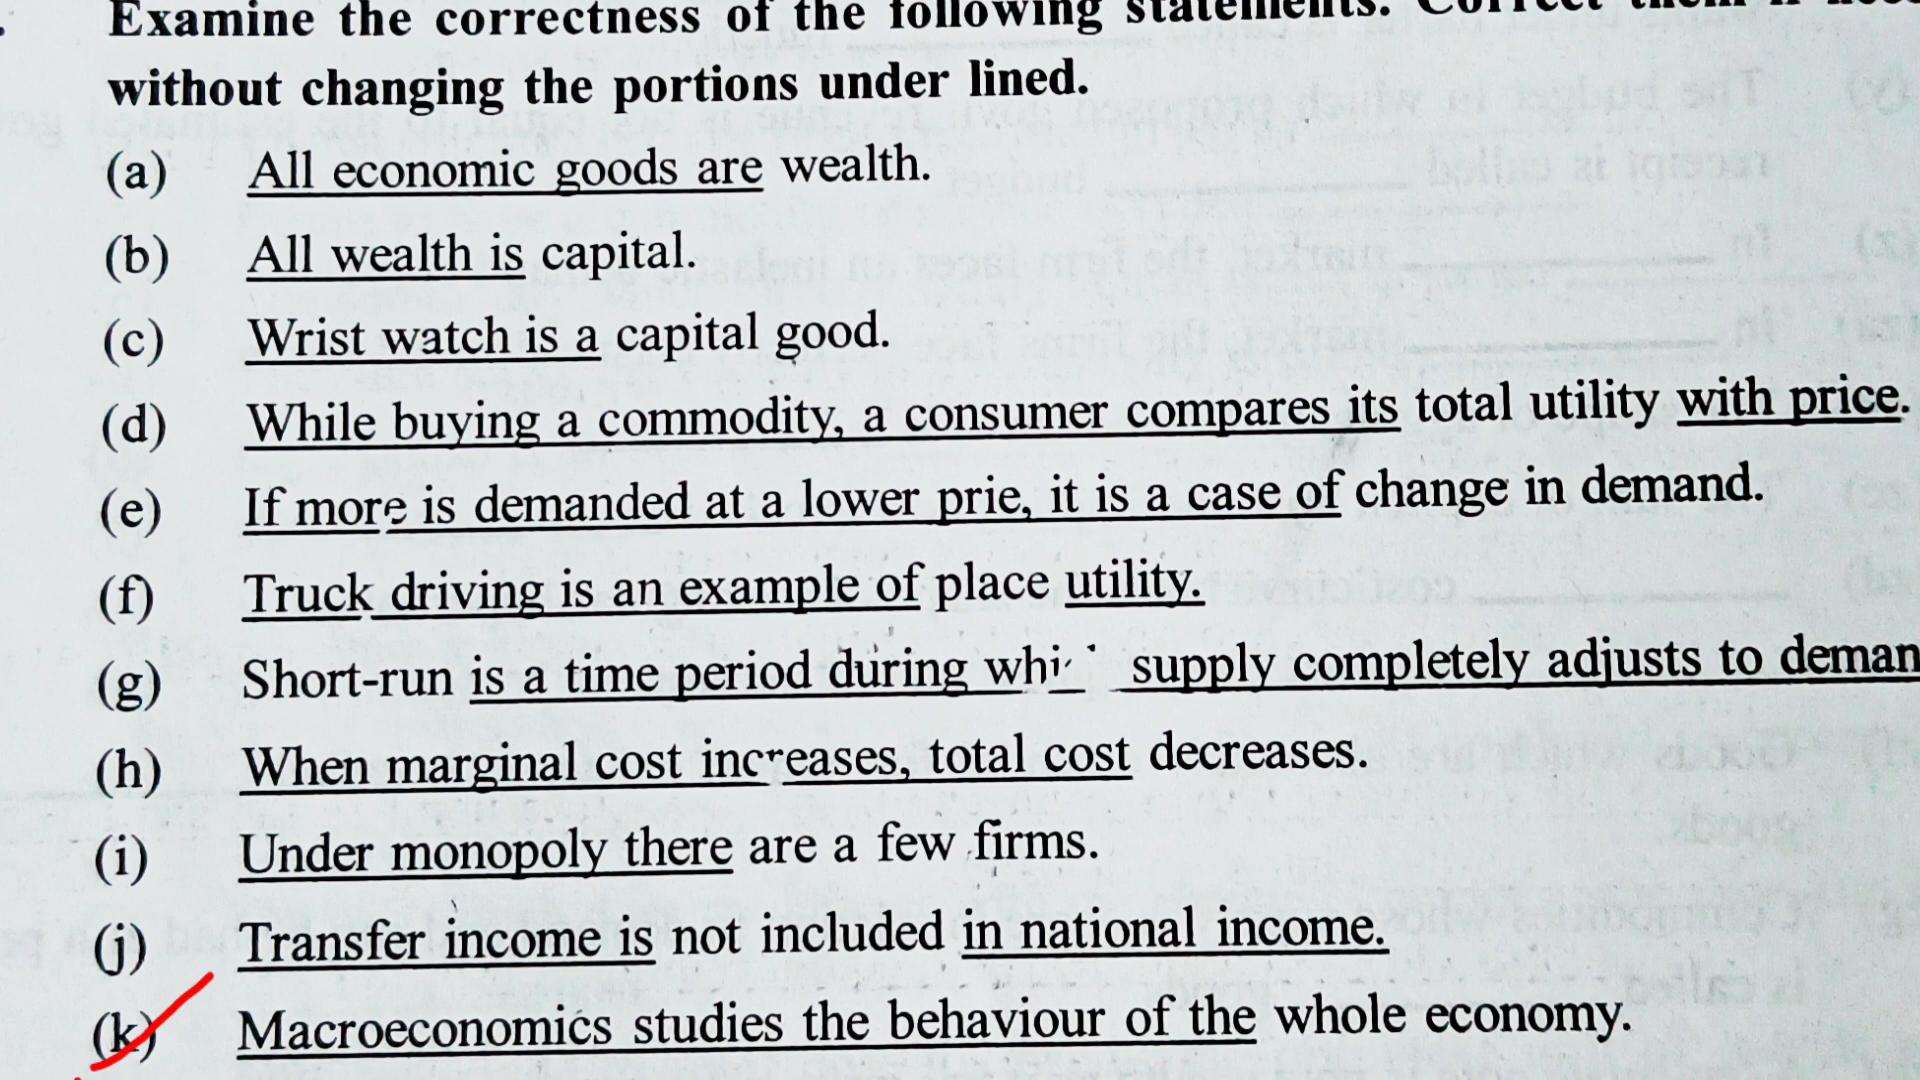 Examine the correctness of the following statements. Correct them if
without changing the portions under lined.
(a) All economic goods are wealth.
(b) All wealth is capital.
(c) Wrist watch is a capital good.
(d) While buying a commodity, a consumer compares its total utility with price.
(e) If more is demanded at a lower prie, it is a case of change in demand.
(f) Truck driving is an example of place utility.
(g) Short-run is a time period during supply completely adjusts to deman
(h) When marginal cost increases, total cost decreases.
(i) Under monopoly there are a few firms.
(j) Transfer income is not included in national income.
(k) Macroeconomics studies the behaviour of the whole economy.